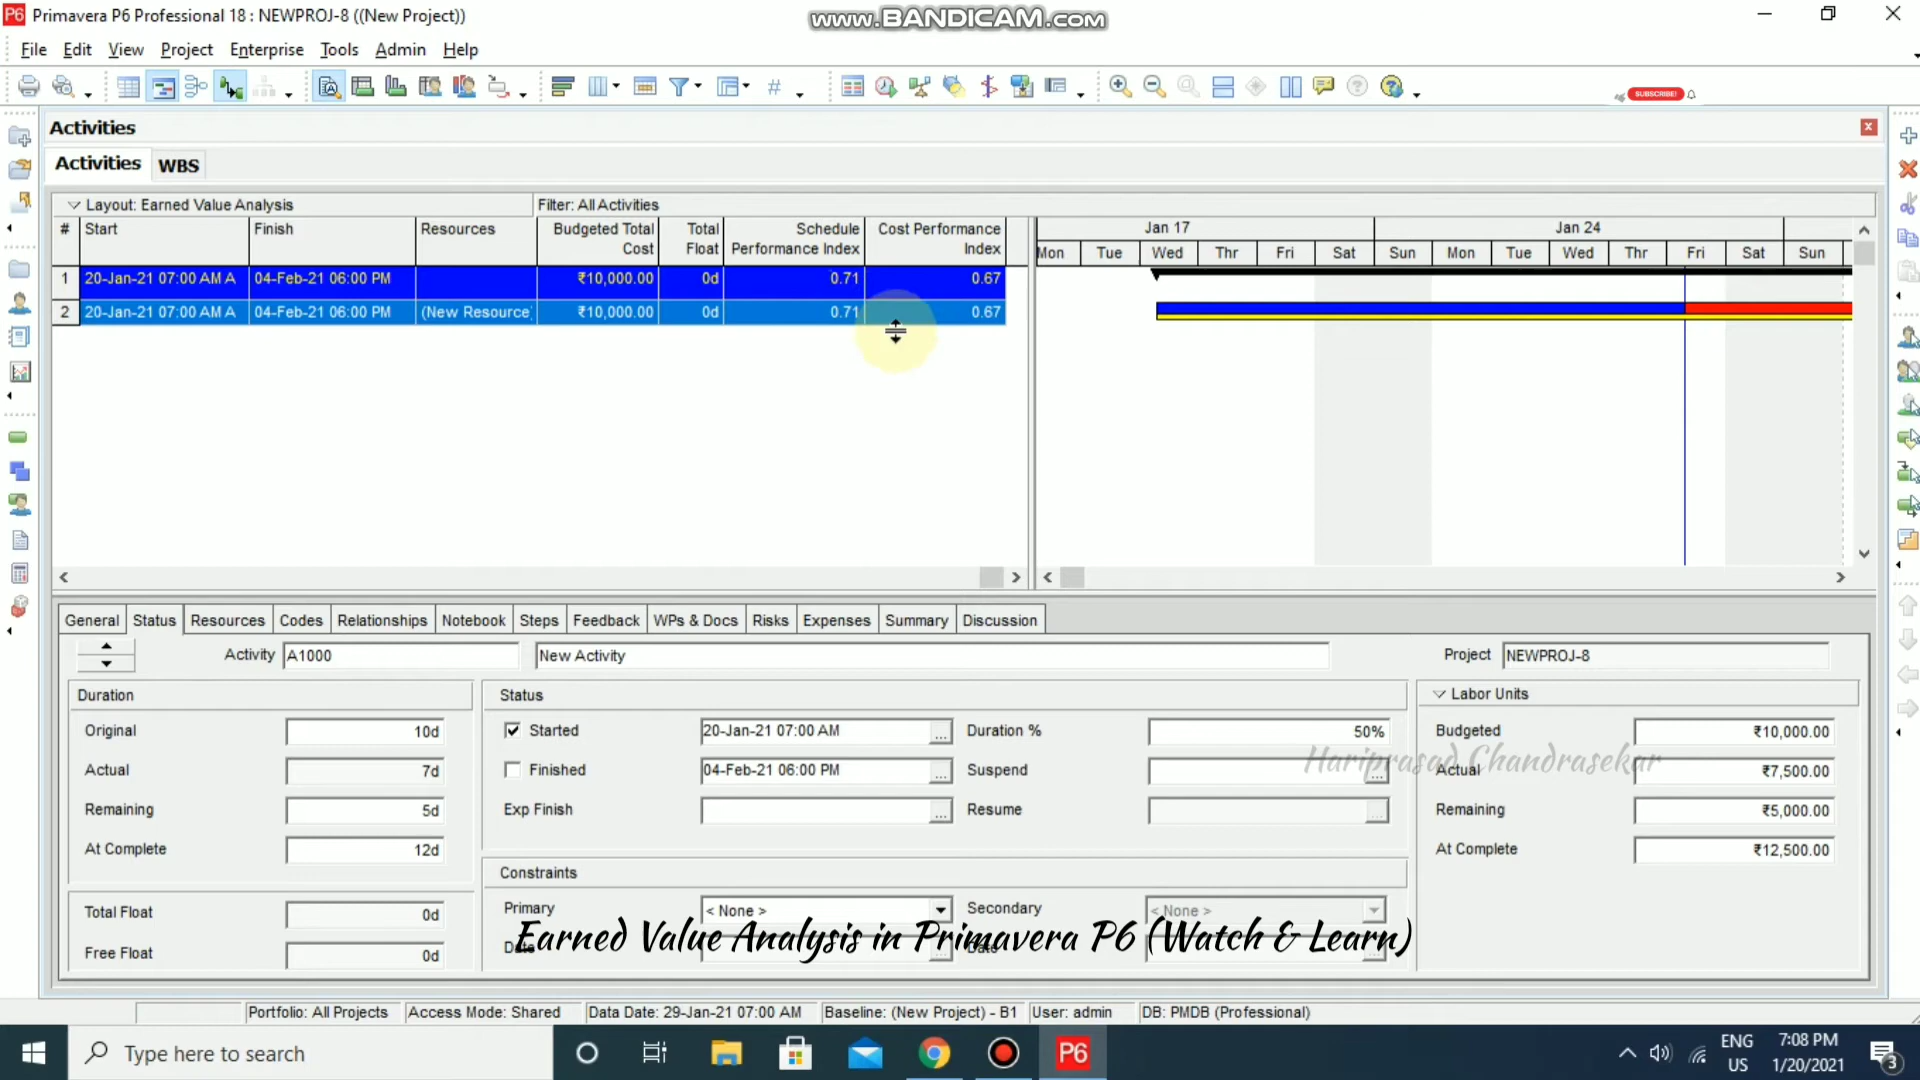 P6 Primavera P6 Professional 18 : NEWPROJ-8 ((New Project))
www.BANDICAM.com
File Edit View Project Enterprise Tools Admin Help
SUBSCRIBE!
Activities
Activities WBS
Layout: Earned Value Analysis Filter: All Activities
# Start Finish Resources Budgeted Total Cost Total Float Schedule Performance Index Cost Performance Index
Jan 17 Jan 24
Mon Tue Wed Thr Fri Sat Sun Mon Tue Wed Thr Fri Sat Sun
1 20-Jan-21 07:00 AM A 04-Feb-21 06:00 PM ₹10,000.00 0d 0.71 0.67
2 20-Jan-21 07:00 AM A 04-Feb-21 06:00 PM (New Resource) ₹10,000.00 0d 0.71 0.67
General Status Resources Codes Relationships Notebook Steps Feedback WPs & Docs Risks Expenses Summary Discussion
Activity A1000 New Activity Project NEWPROJ-8
Duration Status Labor Units
Original 10d Started 20-Jan-21 07:00 AM ... Duration % 50% Budgeted ₹10,000.00
Hariprasad Chandrasekar
Actual 7d Finished 04-Feb-21 06:00 PM ... Suspend ... Actual ₹7,500.00
Remaining 5d Exp Finish ... Resume ... Remaining ₹5,000.00
At Complete 12d At Complete ₹12,500.00
Constraints
Total Float 0d Primary < None > Secondary < None >
Earned Value Analysis in Primavera P6 (Watch & Learn)
Free Float 0d Date Date
Portfolio: All Projects Access Mode: Shared Data Date: 29-Jan-21 07:00 AM Baseline: (New Project) - B1 User: admin DB: PMDB (Professional)
Type here to search P6 ENG US 7:08 PM 1/20/2021 3